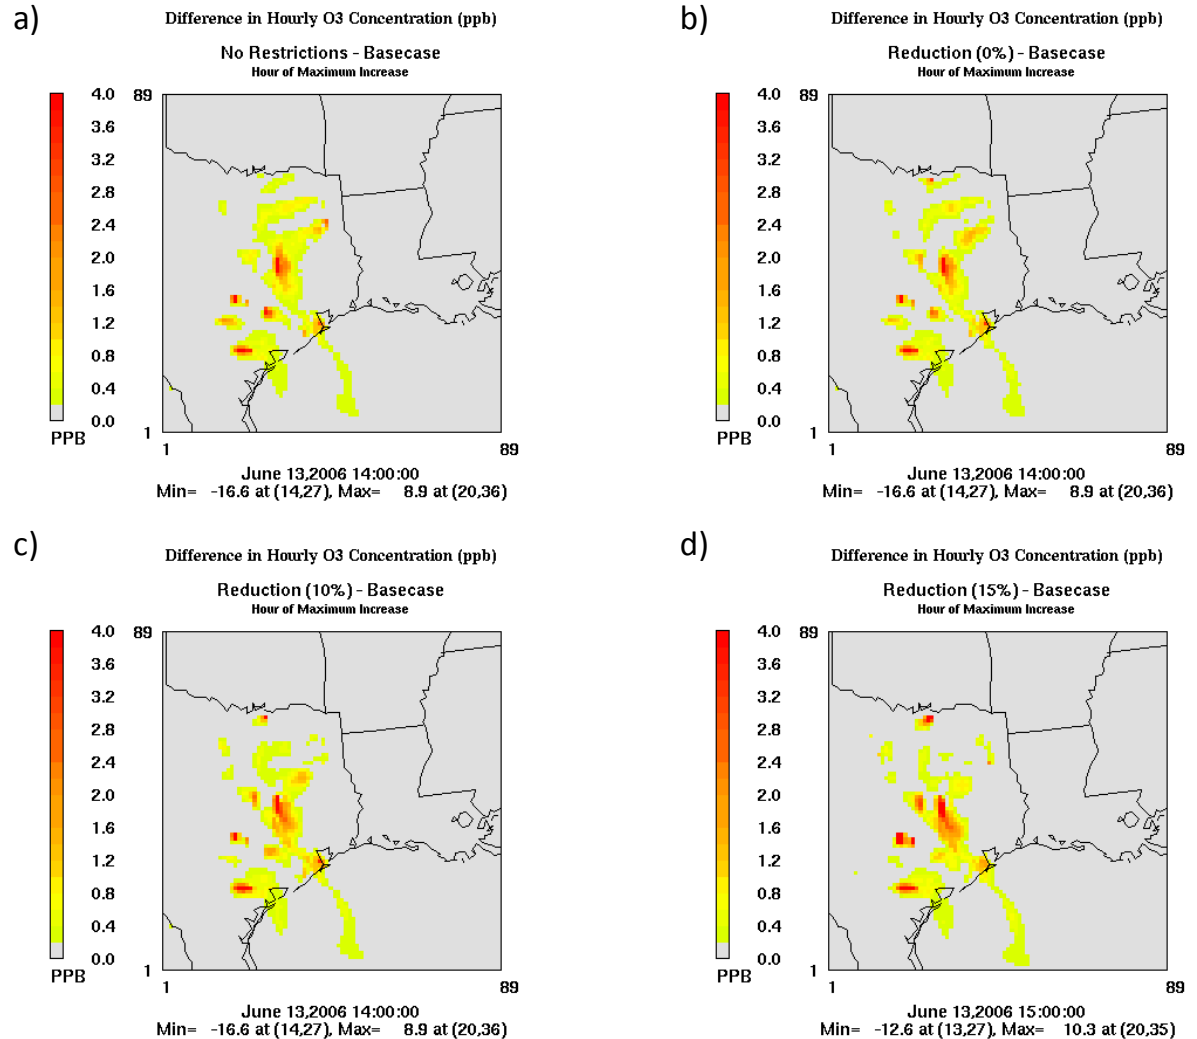 a)
Difference in Hourly O3 Concentration (ppb)
No Restrictions - Basecase
Hour of Maximum Increase
89
4.0
3.6
3.2
2.8
2.4
2.0
1.6
1.2
0.8
0.4
0.0
PPB
1
1
89
June 13,2006 14:00:00
Min= -16.6 at (14,27), Max= 8.9 at (20,36)
b)
Difference in Hourly O3 Concentration (ppb)
Reduction (0%) - Basecase
Hour of Maximum Increase
89
4.0
3.6
3.2
2.8
2.4
2.0
1.6
1.2
0.8
0.4
0.0
PPB
1
1
89
June 13,2006 14:00:00
Min= -16.6 at (14,27), Max= 8.9 at (20,36)
c)
Difference in Hourly O3 Concentration (ppb)
Reduction (10%) - Basecase
Hour of Maximum Increase
89
4.0
3.6
3.2
2.8
2.4
2.0
1.6
1.2
0.8
0.4
0.0
PPB
1
1
89
June 13,2006 14:00:00
Min= -16.6 at (14,27), Max= 8.9 at (20,36)
d)
Difference in Hourly O3 Concentration (ppb)
Reduction (15%) - Basecase
Hour of Maximum Increase
89
4.0
3.6
3.2
2.8
2.4
2.0
1.6
1.2
0.8
0.4
0.0
PPB
1
1
89
June 13,2006 15:00:00
Min= -12.6 at (13,27), Max= 10.3 at (20,35)